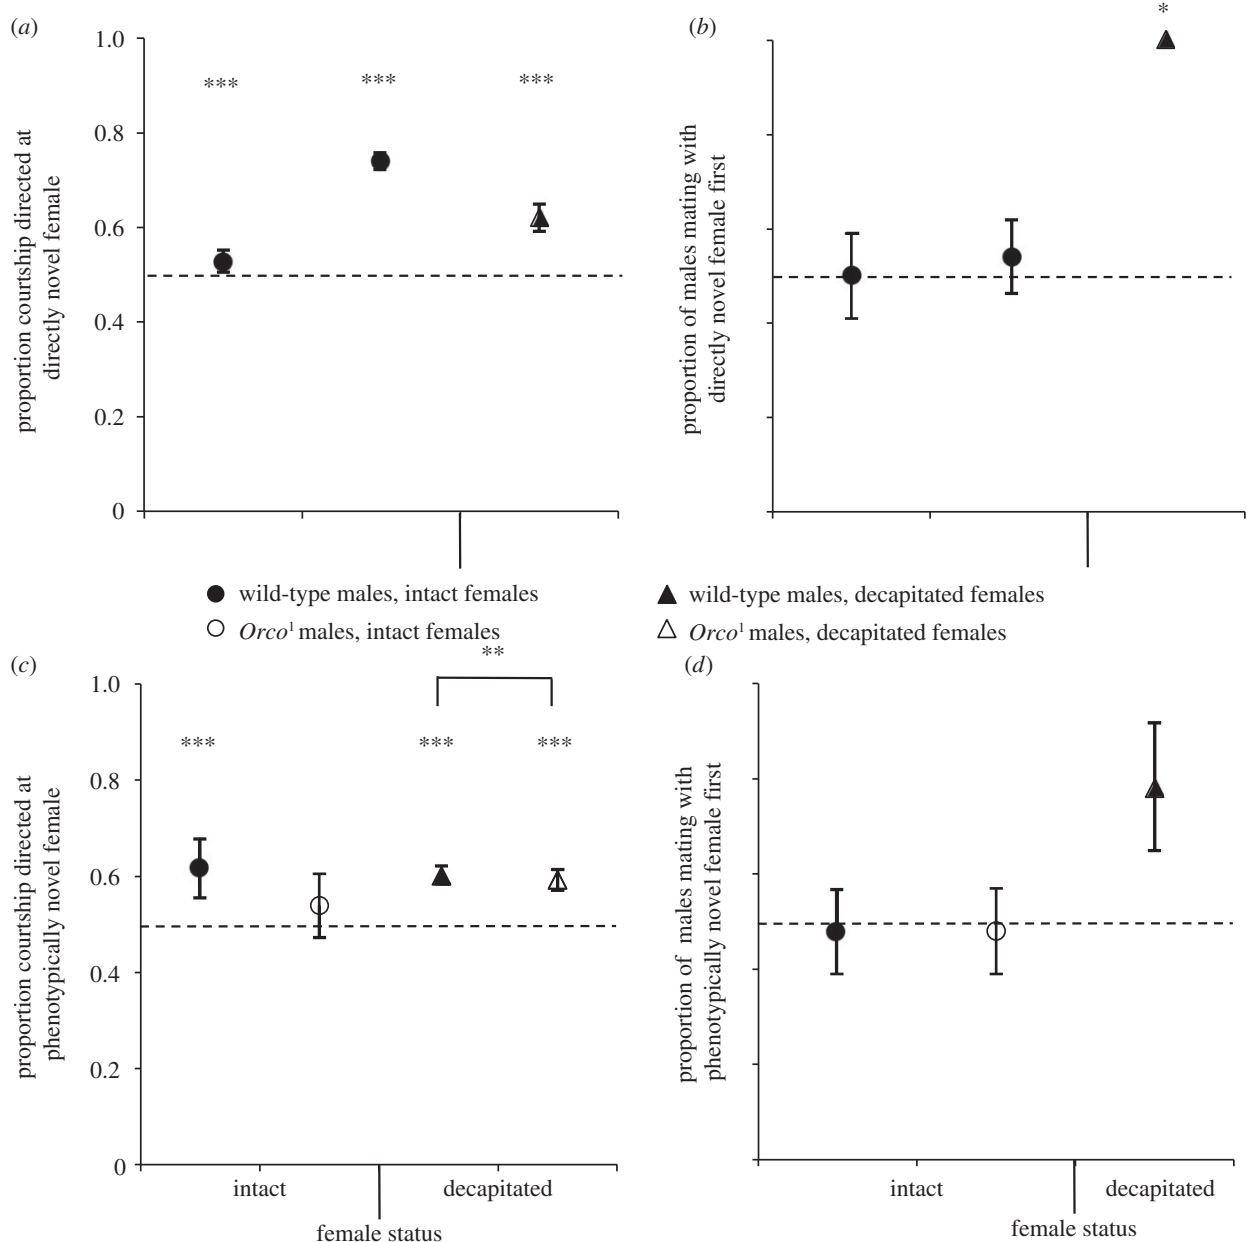 (a)
(b)
*
1.0
0.8
0.6
0.4
0.2
0
***
***
***
proportion courtship directed at
directly novel female
proportion of males mating with
directly novel female first
wild-type males, intact females
Orco¹ males, intact females
wild-type males, decapitated females
Orco¹ males, decapitated females
(c)
(d)
**
1.0
0.8
0.6
0.4
0.2
0
***
***
***
proportion courtship directed at
phenotypically novel female
proportion of males mating with
phenotypically novel female first
intact
decapitated
female status
intact
decapitated
female status